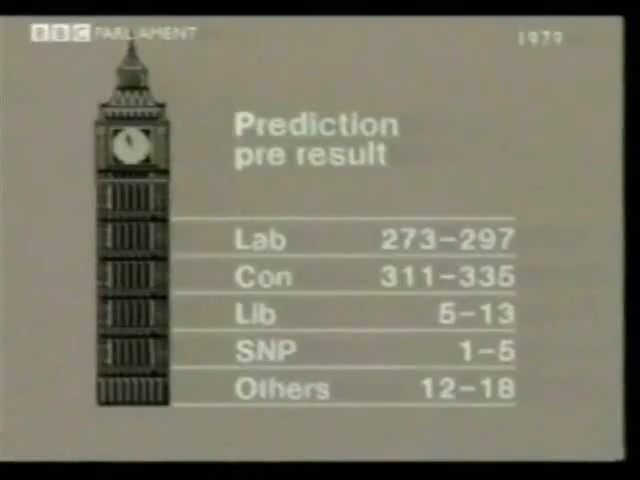 BBC PARLIAMENT
1979
Prediction
pre result
Lab 273–297
Con 311–335
Lib 5–13
SNP 1–5
Others 12–18